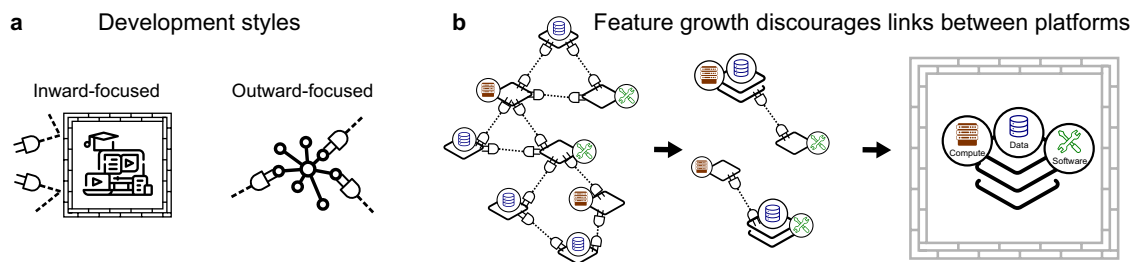 a Development styles
Inward-focused
Outward-focused
b Feature growth discourages links between platforms
Compute
Data
Software